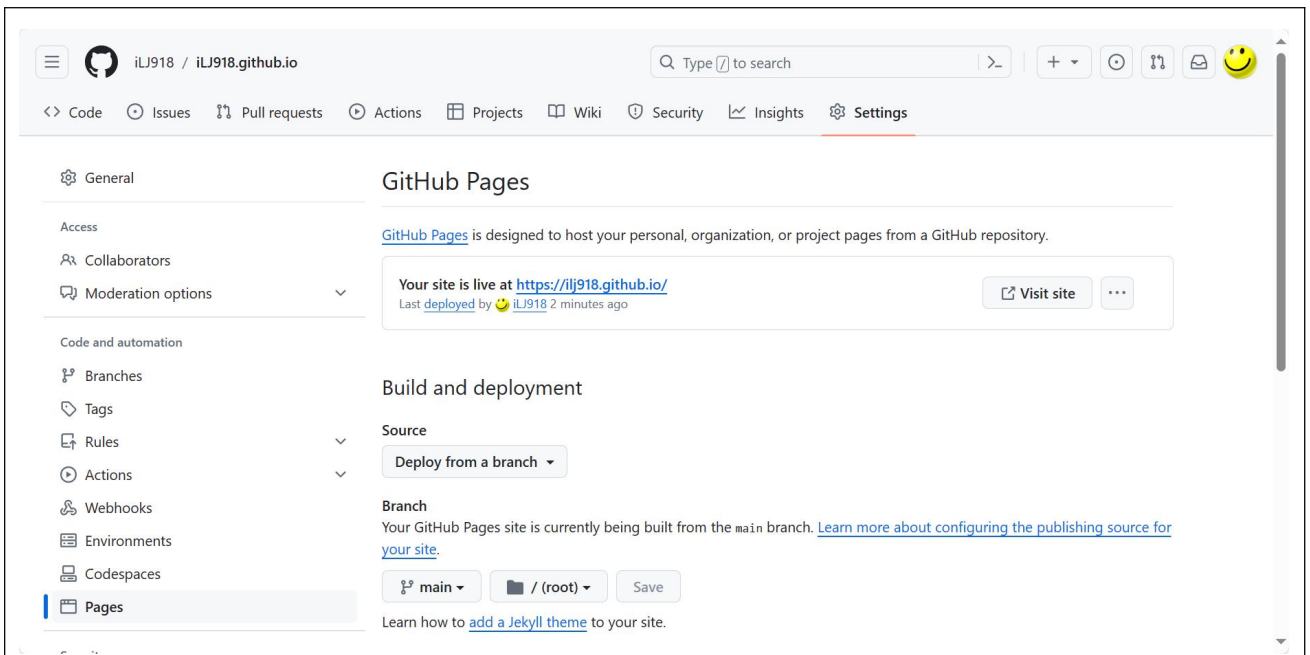 iLJ918 / iLJ918.github.io
Type / to search
Code Issues Pull requests Actions Projects Wiki Security Insights Settings
General
Access
Collaborators
Moderation options
Code and automation
Branches
Tags
Rules
Actions
Webhooks
Environments
Codespaces
Pages
GitHub Pages
GitHub Pages is designed to host your personal, organization, or project pages from a GitHub repository.
Your site is live at https://ilj918.github.io/
Last deployed by iLJ918 2 minutes ago
Visit site
Build and deployment
Source
Deploy from a branch
Branch
Your GitHub Pages site is currently being built from the main branch. Learn more about configuring the publishing source for
your site.
main / (root) Save
Learn how to add a Jekyll theme to your site.